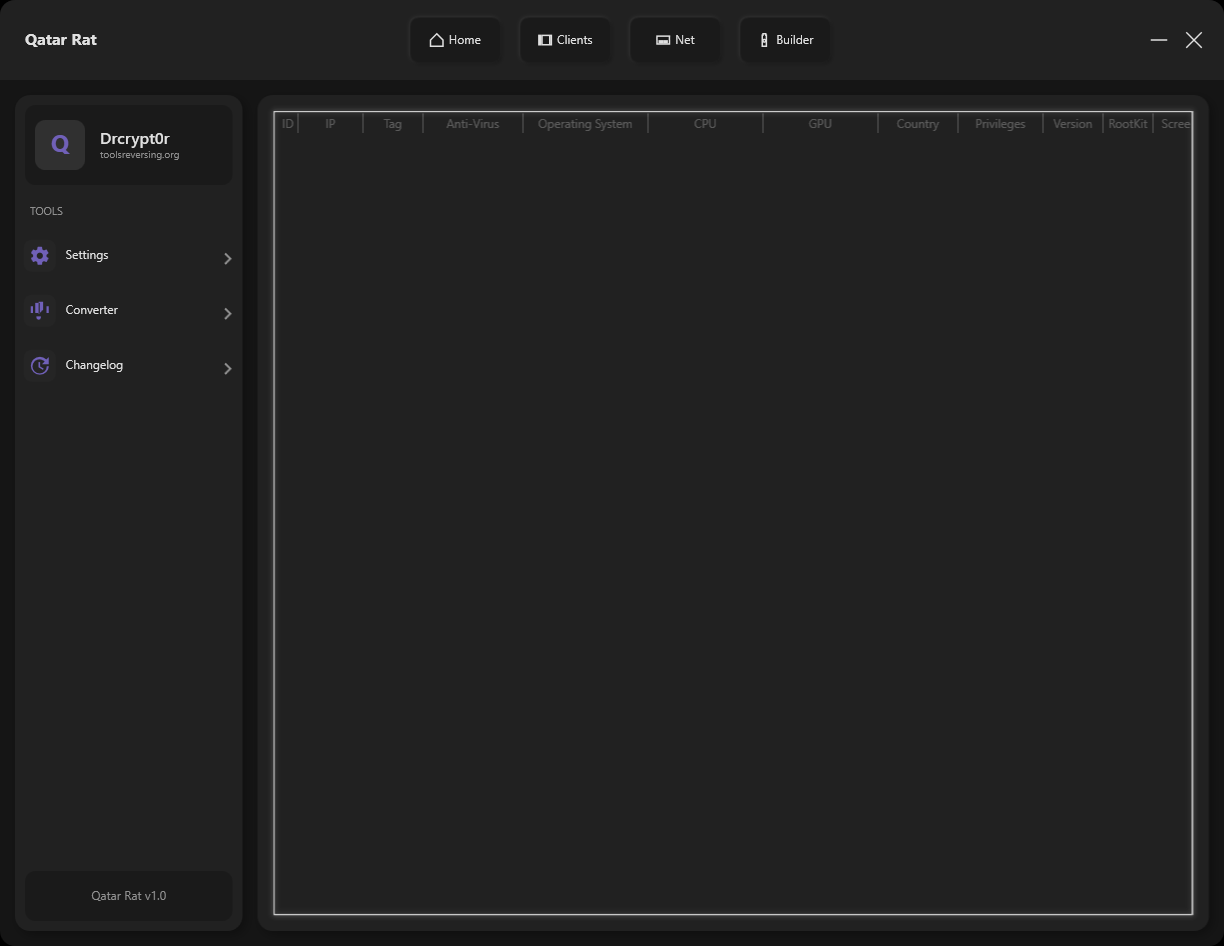 Qatar Rat
Home
Clients
Net
Builder
Q
Drcrypt0r
toolsreversing.org
TOOLS
Settings
Converter
Changelog
Qatar Rat v1.0
ID IP Tag Anti-Virus Operating System CPU GPU Country Privileges Version RootKit Scree